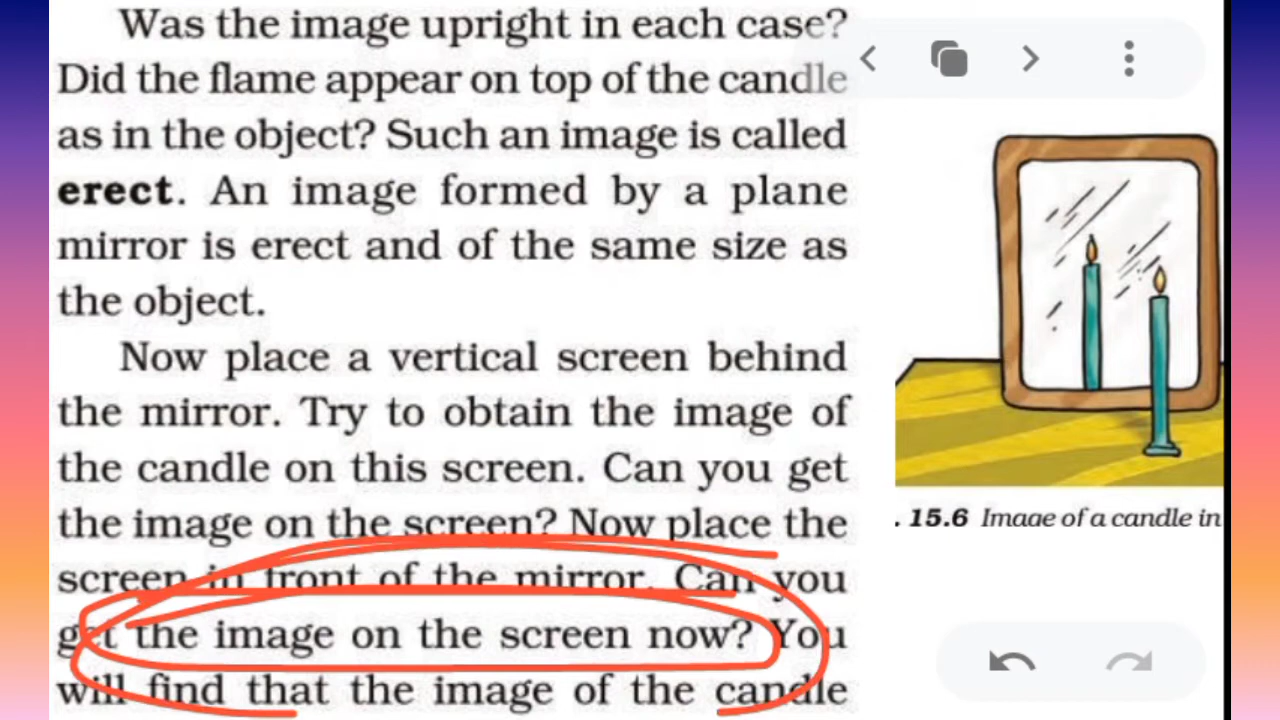 Was the image upright in each case?
Did the flame appear on top of the candle
as in the object? Such an image is called
erect. An image formed by a plane
mirror is erect and of the same size as
the object.
Now place a vertical screen behind
the mirror. Try to obtain the image of
the candle on this screen. Can you get
the image on the screen? Now place the
screen in front of the mirror. Can you
get the image on the screen now? You
will find that the image of the candle
. 15.6 Image of a candle in